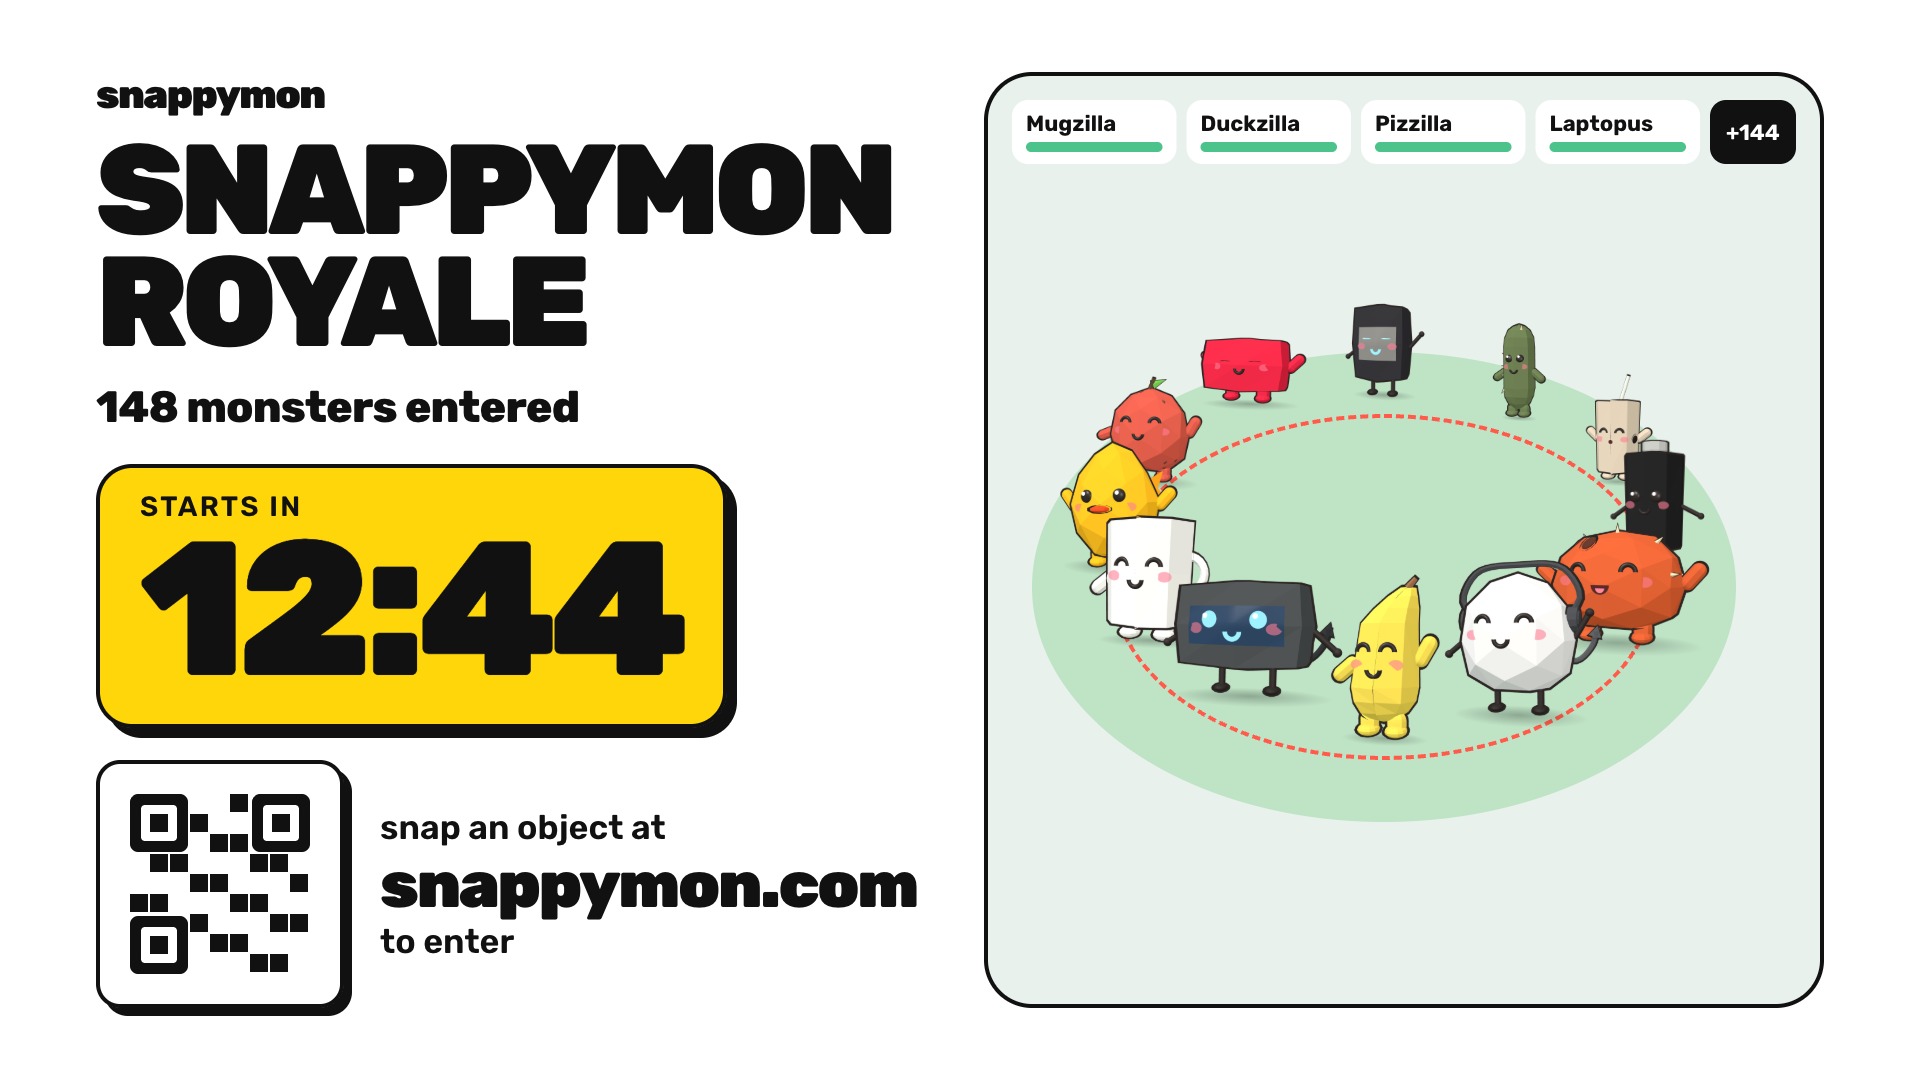 snappymon
SNAPPYMON
ROYALE
148 monsters entered
STARTS IN
12:44
snap an object at
snappymon.com
to enter
Mugzilla
Duckzilla
Pizzilla
Laptopus
+144